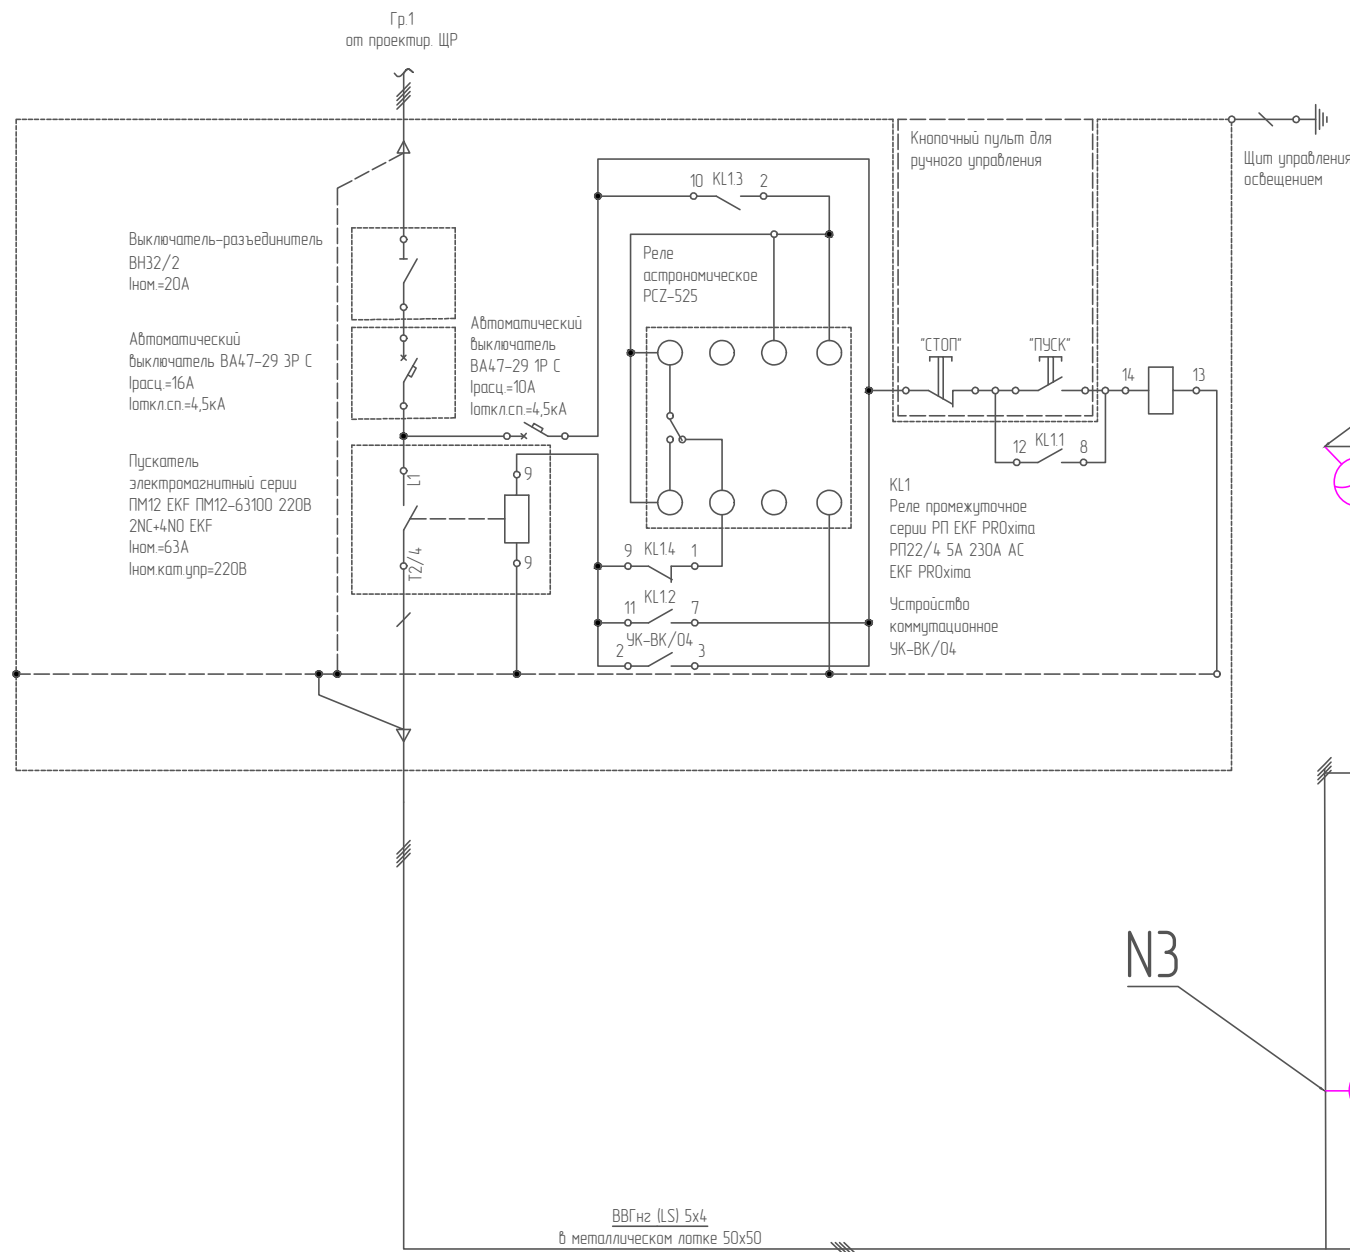 Гр.1
от проектир. ЩР
Кнопочный пульт для
ручного управления
Щит управления
освещением
10 KL1.3 2
Выключатель-разъединитель
ВН32/2
Iном.=20А
Реле
астрономическое
PCZ-525
Автоматический
выключатель ВА47-29 3Р С
Iрасц.=16А
Iоткл.сп.=4,5кА
Автоматический
выключатель
ВА47-29 1Р С
Iрасц.=10А
Iоткл.сп.=4,5кА
"СТОП"
"ПУСК"
14
13
12 KL1.1 8
Пускатель
электромагнитный серии
ПМ12 EKF ПМ12-63100 220В
2NC+4NO EKF
Iном.=63А
Iном.кат.упр=220В
L1
T2/4
9
9
9 KL1.4 1
KL1.2
11 7
УК-ВК/04
2 3
KL1
Реле промежуточное
серии РП EKF PROxima
РП22/4 5А 230А АС
EKF PROxima
Устройство
коммутационное
УК-ВК/04
N3
ВВГнг (LS) 5х4
в металлическом лотке 50х50